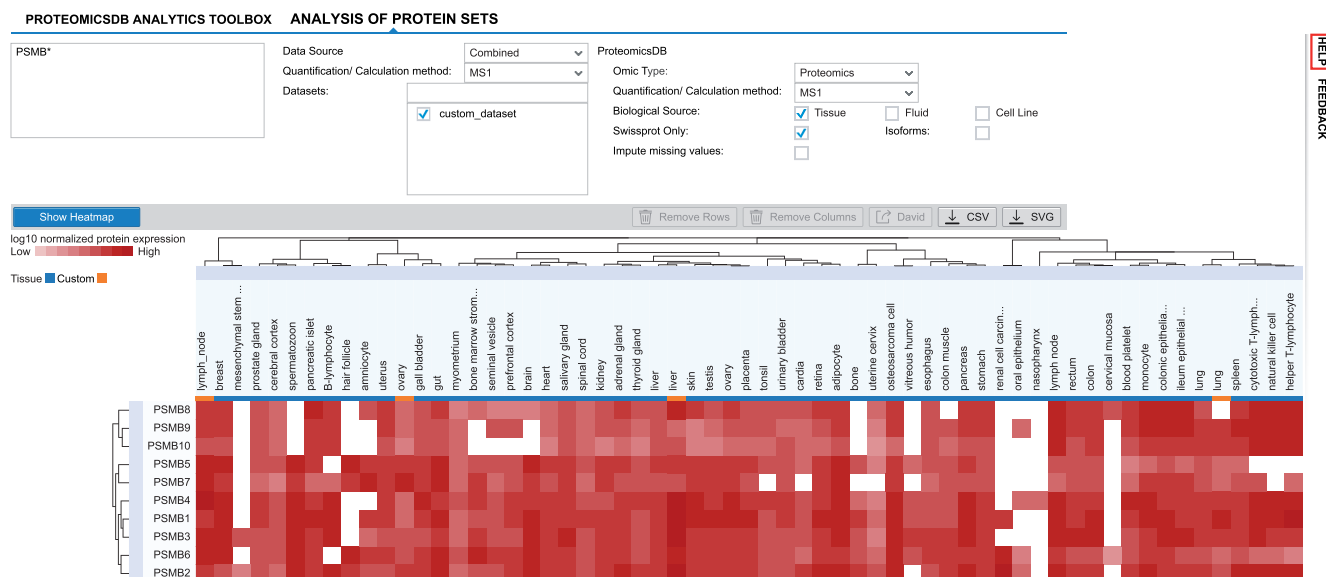 PROTEOMICSDB ANALYTICS TOOLBOX ANALYSIS OF PROTEIN SETS
PSMB*
Data Source
Combined
Quantification/ Calculation method:
MS1
Datasets:
custom_dataset
ProteomicsDB
Omic Type:
Proteomics
Quantification/ Calculation method:
MS1
Biological Source:
Tissue
Fluid
Cell Line
Swissprot Only:
Isoforms:
Impute missing values:
HELP
FEEDBACK
Show Heatmap
Remove Rows
Remove Columns
David
CSV
SVG
log10 normalized protein expression
Low High
Tissue Custom
lymph_node
breast
mesenchymal stem ...
prostate gland
cerebral cortex
spermatozoon
pancreatic islet
B-lymphocyte
hair follicle
amniocyte
uterus
ovary
gall bladder
gut
myometrium
bone marrow strom...
seminal vesicle
prefrontal cortex
brain
heart
salivary gland
spinal cord
kidney
adrenal gland
thyroid gland
liver
liver
skin
testis
ovary
placenta
tonsil
urinary bladder
cardia
retina
adipocyte
bone
uterine cervix
osteosarcoma cell
vitreous humor
esophagus
colon muscle
pancreas
stomach
renal cell carcin...
oral epithelium
nasopharynx
lymph node
rectum
colon
cervical mucosa
blood platelet
monocyte
colonic epithelia...
ileum epithelial ...
lung
lung
spleen
cytotoxic T-lymph...
natural killer cell
helper T-lymphocyte
PSMB8
PSMB9
PSMB10
PSMB5
PSMB7
PSMB4
PSMB1
PSMB3
PSMB6
PSMB2